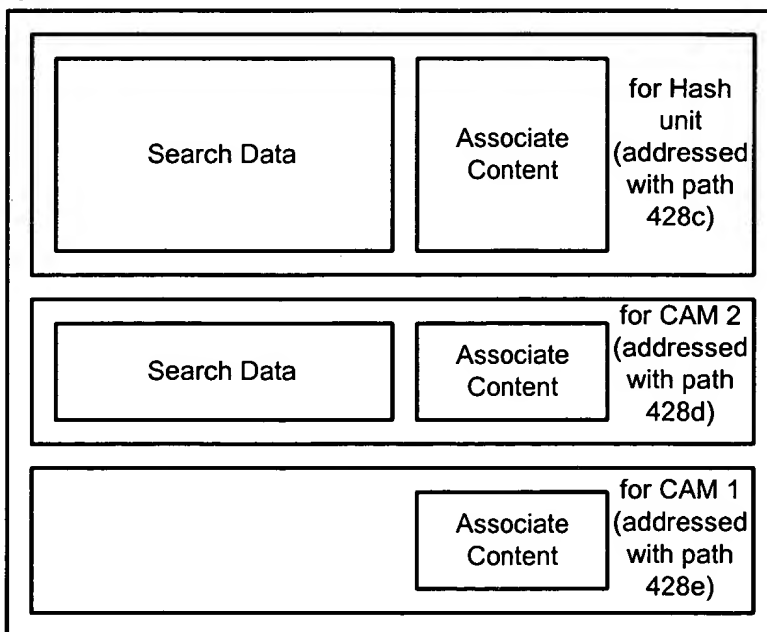 Search Data
Associate
Content
for Hash
unit
(addressed
with path
428c)
Search Data
Associate
Content
for CAM 2
(addressed
with path
428d)
Associate
Content
for CAM 1
(addressed
with path
428e)